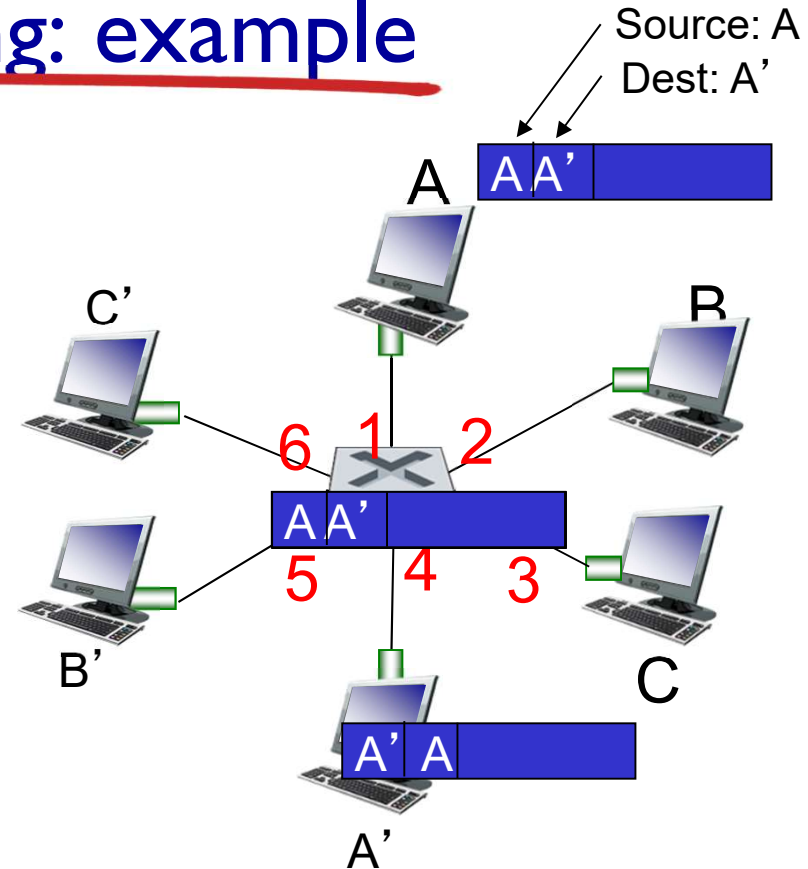 g: example
Source: A
Dest: A’
A A’
A
C’
B
6 1 2
A A’
5 4 3
B’
C
A’ A
A’